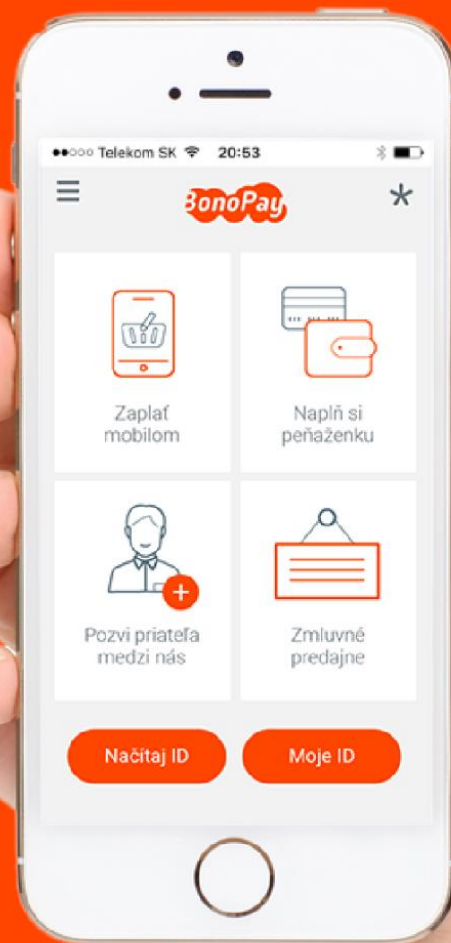 Telekom SK 20:53
BonoPay
Zaplať
mobilom
Naplň si
peňaženku
Pozvi priateľa
medzi nás
Zmluvné
predajne
Načítaj ID
Moje ID